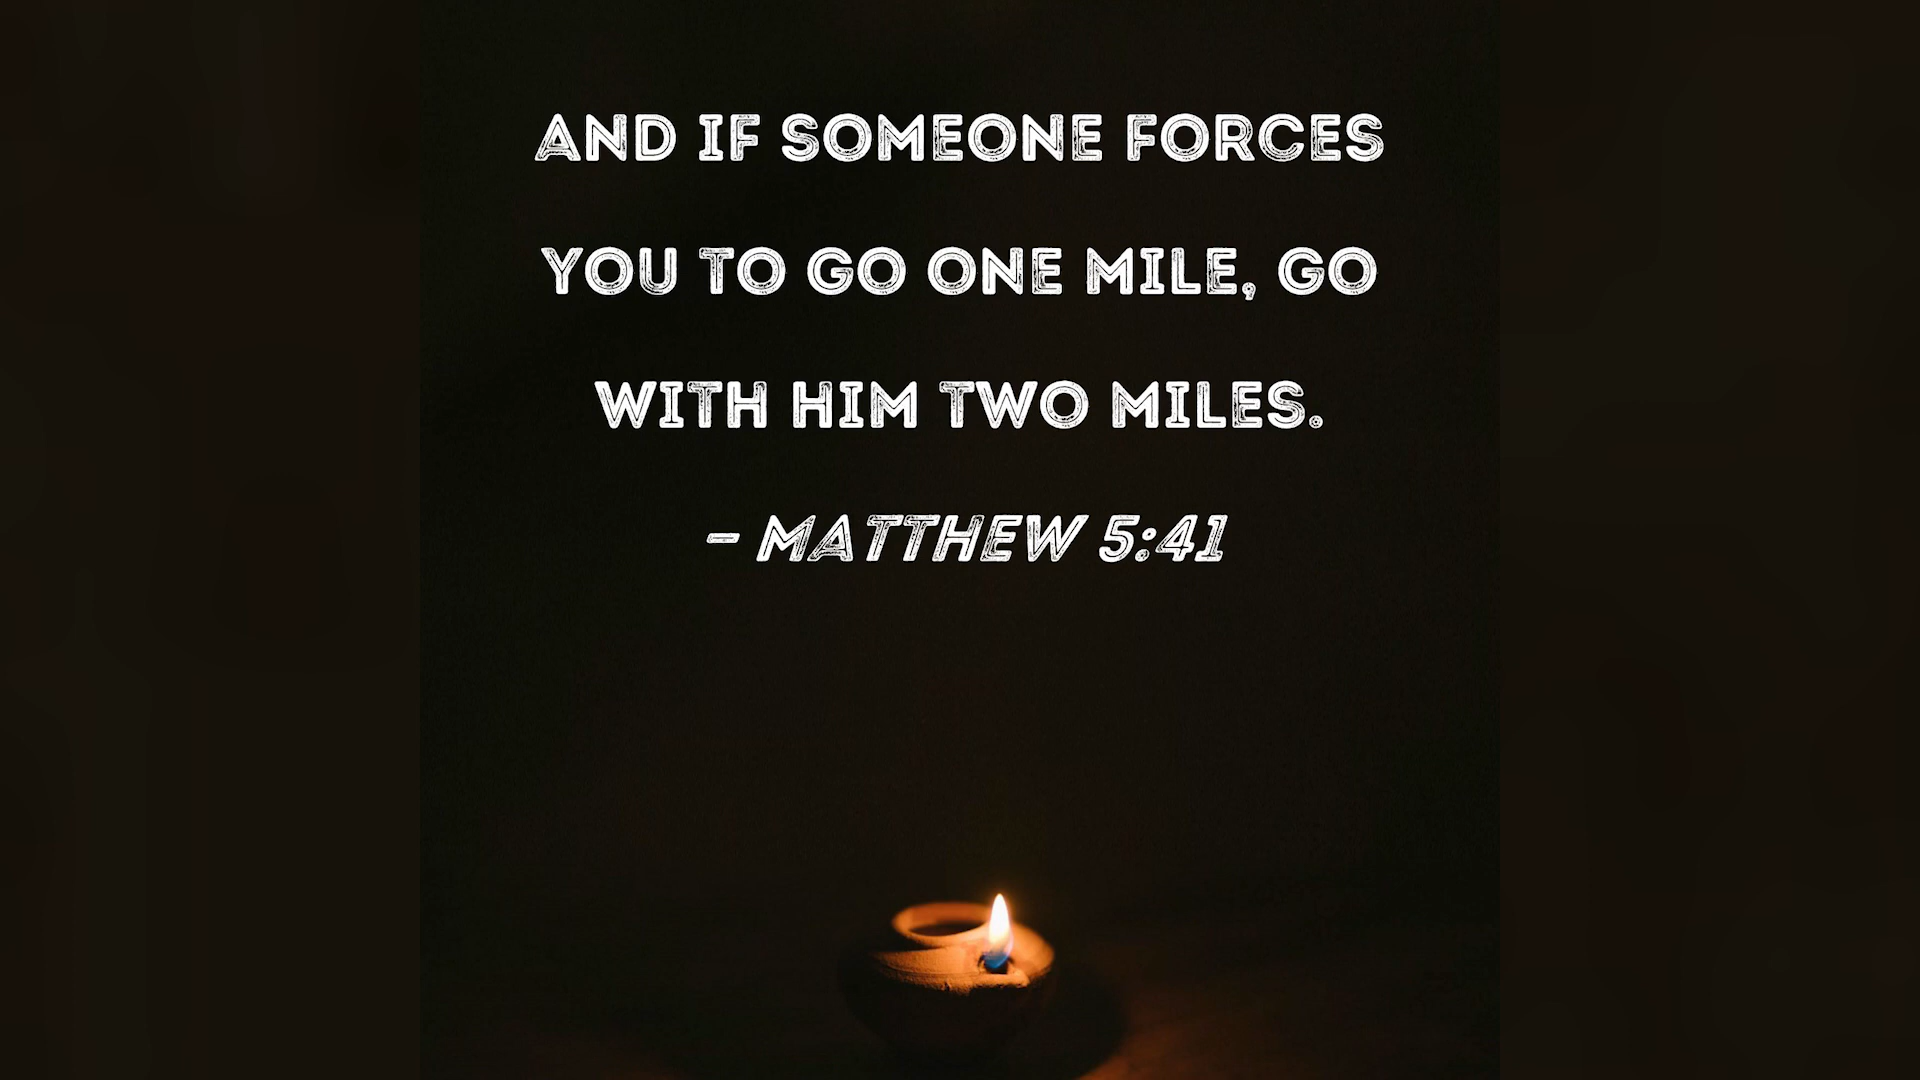 AND IF SOMEONE FORCES
YOU TO GO ONE MILE, GO
WITH HIM TWO MILES.
- MATTHEW 5:41